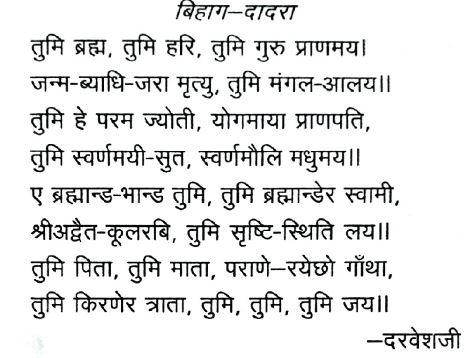 बिहाग–दादरा
तुमि ब्रह्म, तुमि हरि, तुमि गुरु प्राणमय।
जन्म-ब्याधि-जरा मृत्यु, तुमि मंगल-आलय॥
तुमि हे परम ज्योती, योगमाया प्राणपति,
तुमि स्वर्णमयी-सुत, स्वर्णमौलि मधुमय॥
ए ब्रह्मान्ड-भान्ड तुमि, तुमि ब्रह्मान्डेर स्वामी,
श्रीअद्वैत-कूलरबि, तुमि सृष्टि-स्थिति लय॥
तुमि पिता, तुमि माता, पराणे–रयेछो गाँथा,
तुमि किरणेर त्राता, तुमि, तुमि, तुमि जय॥
–दरवेशजी